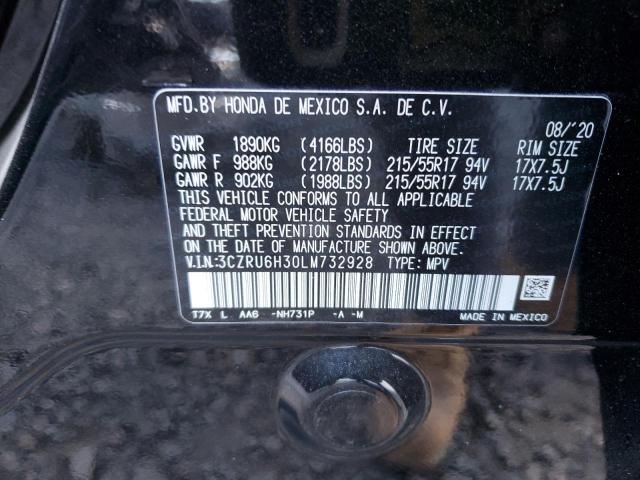 MFD.BY HONDA DE MEXICO S.A. DE C.V.
08/'20
GVWR 1890KG (4166LBS) TIRE SIZE RIM SIZE
GAWR F 988KG (2178LBS) 215/55R17 94V 17X7.5J
GAWR R 902KG (1988LBS) 215/55R17 94V 17X7.5J
THIS VEHICLE CONFORMS TO ALL APPLICABLE
FEDERAL MOTOR VEHICLE SAFETY
AND THEFT PREVENTION STANDARDS IN EFFECT
ON THE DATE OF MANUFACTURE SHOWN ABOVE.
V.I.N:3CZRU6H30LM732928 TYPE: MPV
T7X L AA6 -NH731P -A -M MADE IN MEXICO